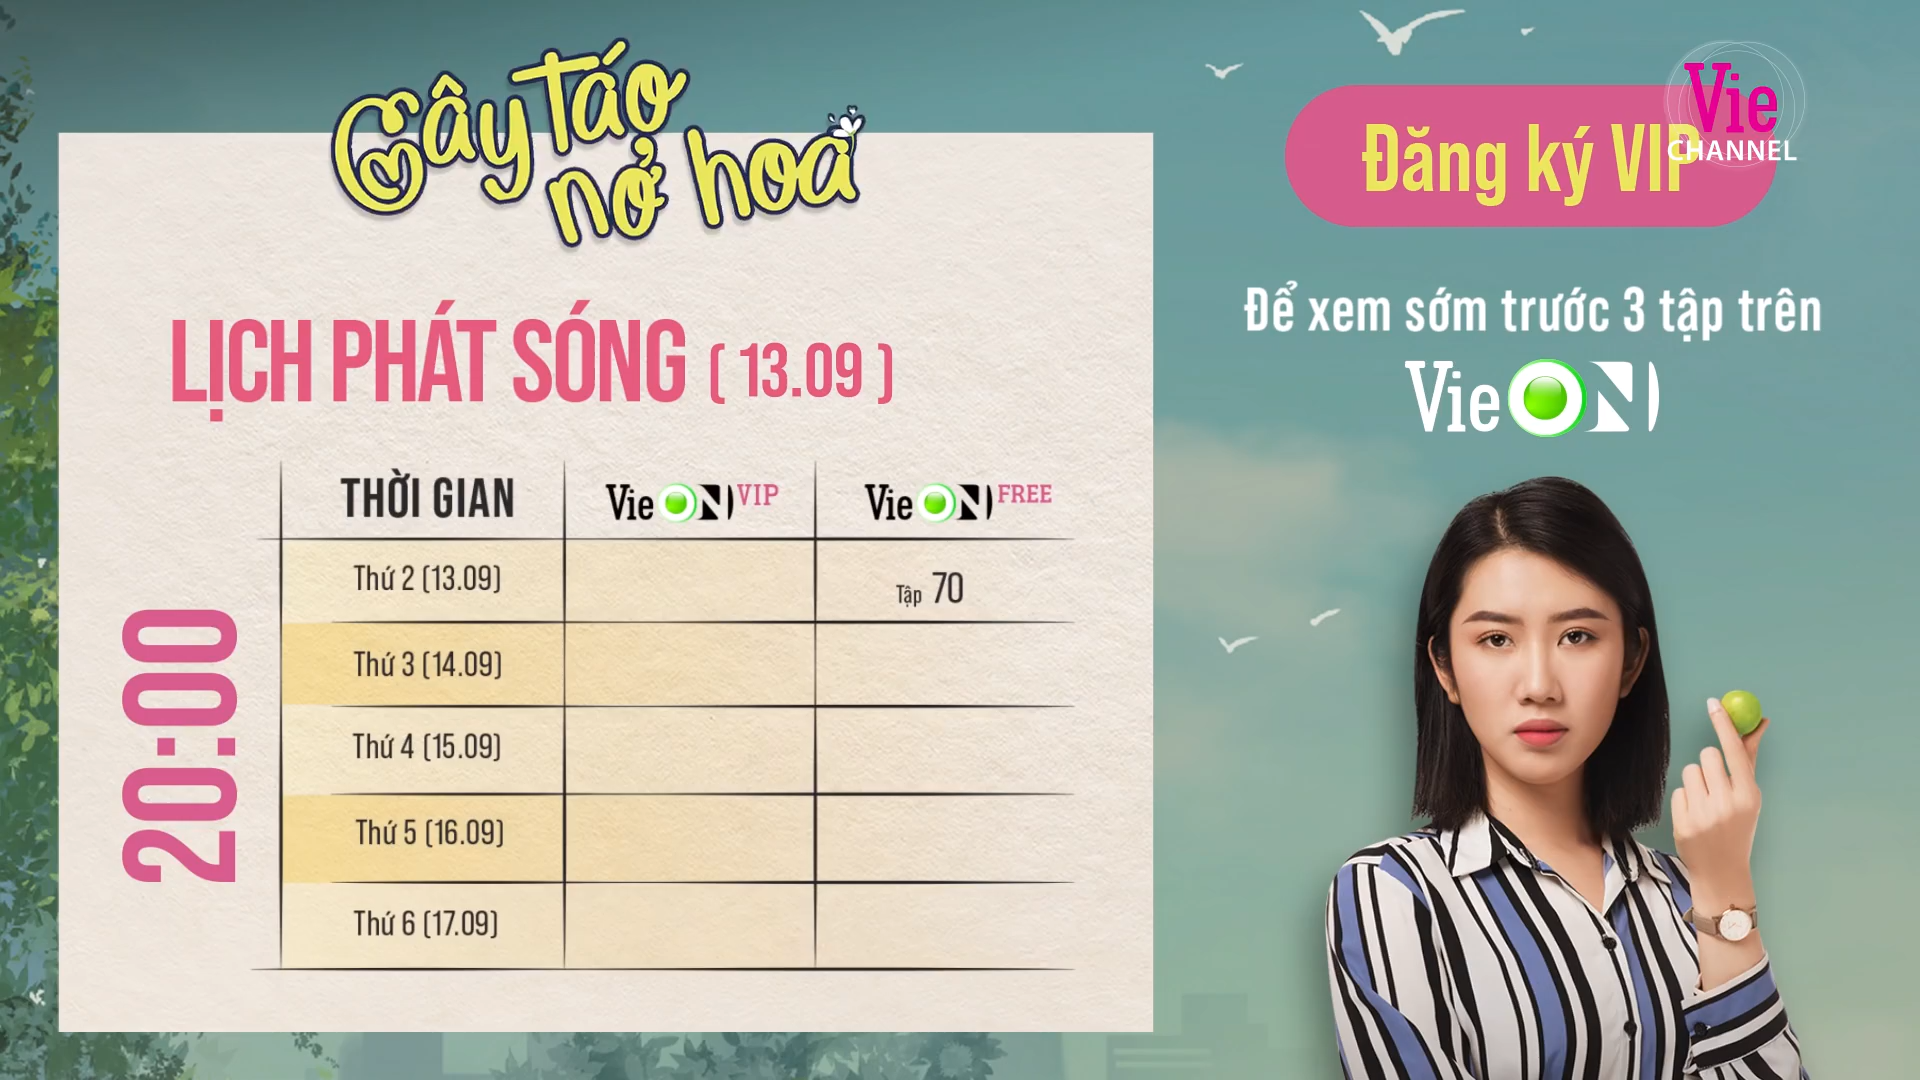 Cây táo
nở hoa
LỊCH PHÁT SÓNG ( 13.09 )
20:00
THỜI GIAN VieON VIP VieON FREE
Thứ 2 (13.09) Tập 70
Thứ 3 (14.09)
Thứ 4 (15.09)
Thứ 5 (16.09)
Thứ 6 (17.09)
Vie
CHANNEL
Đăng ký VIP
Để xem sớm trước 3 tập trên
VieON